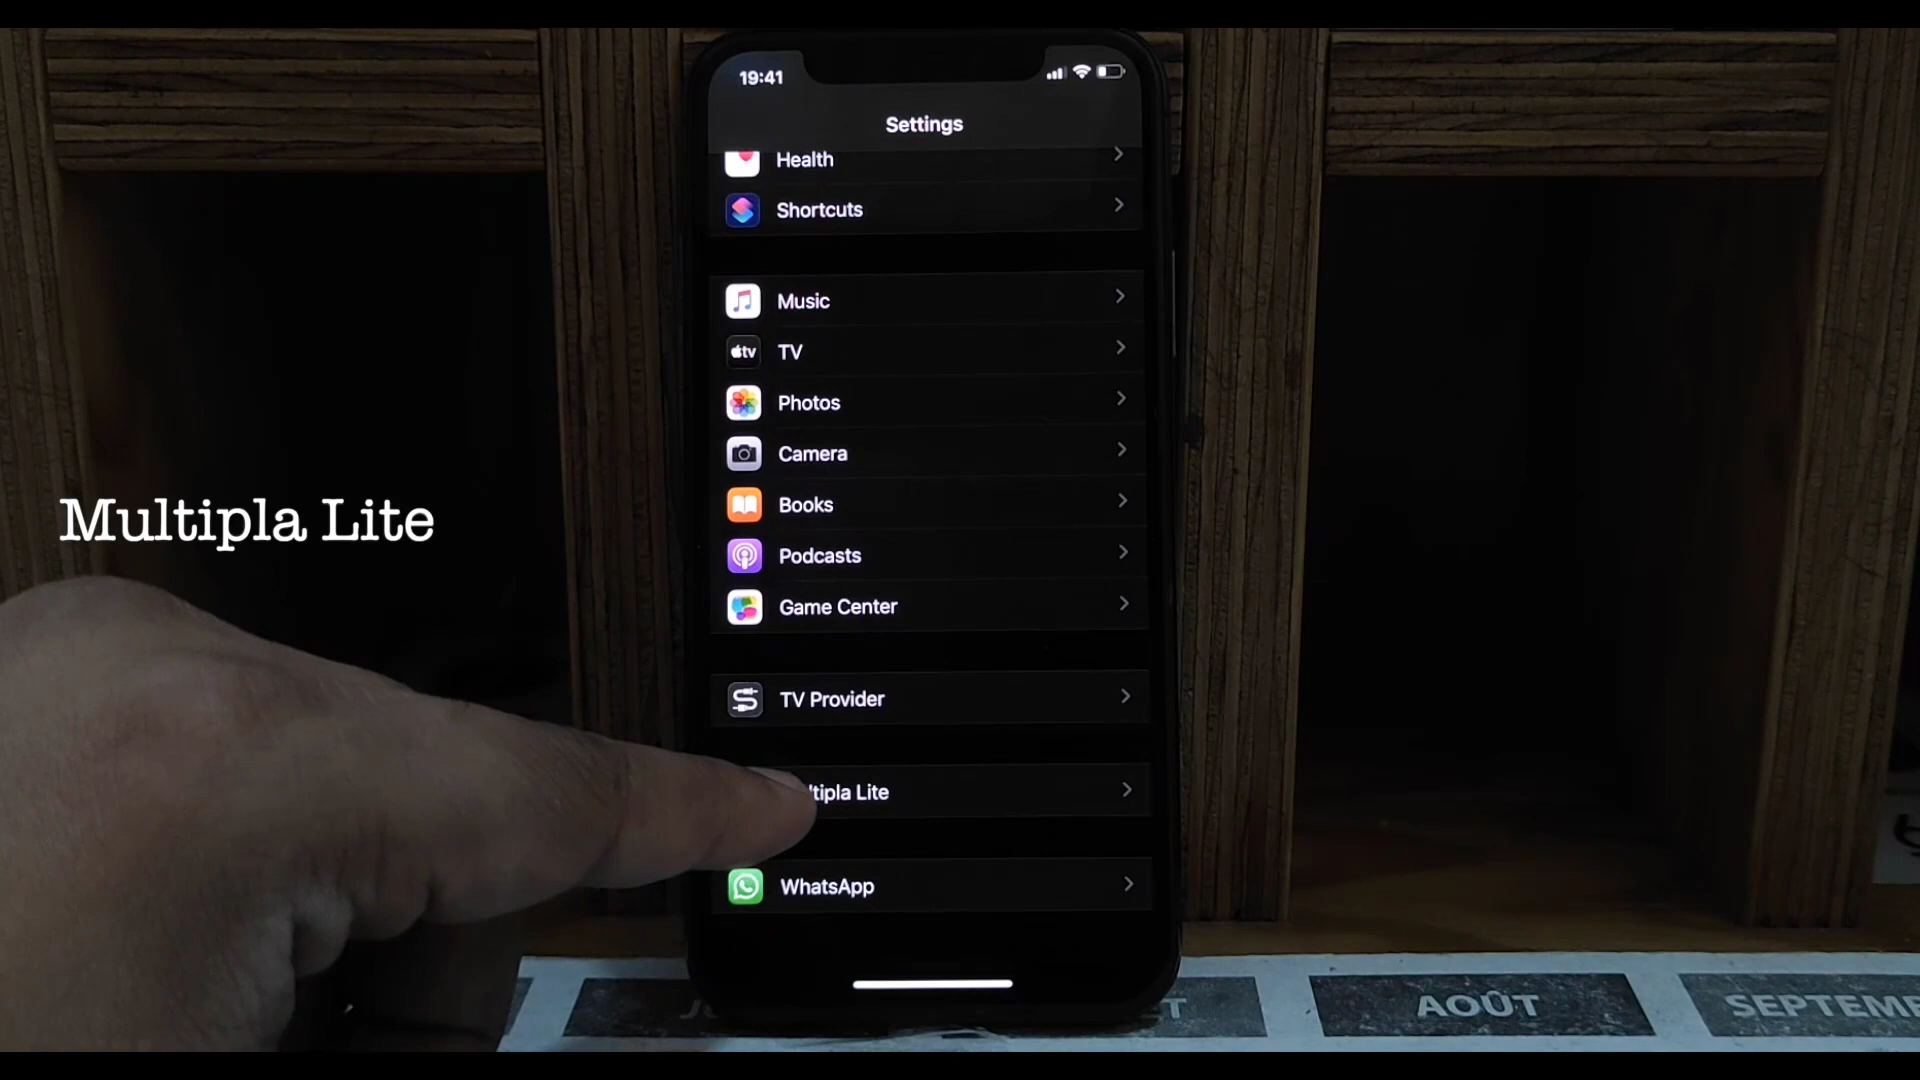 19:41
Settings
Health
Shortcuts
Music
tv TV
Photos
Camera
Books
Podcasts
Game Center
TV Provider
Multipla Lite
tipla Lite
WhatsApp
AOÛT
SEPTEM